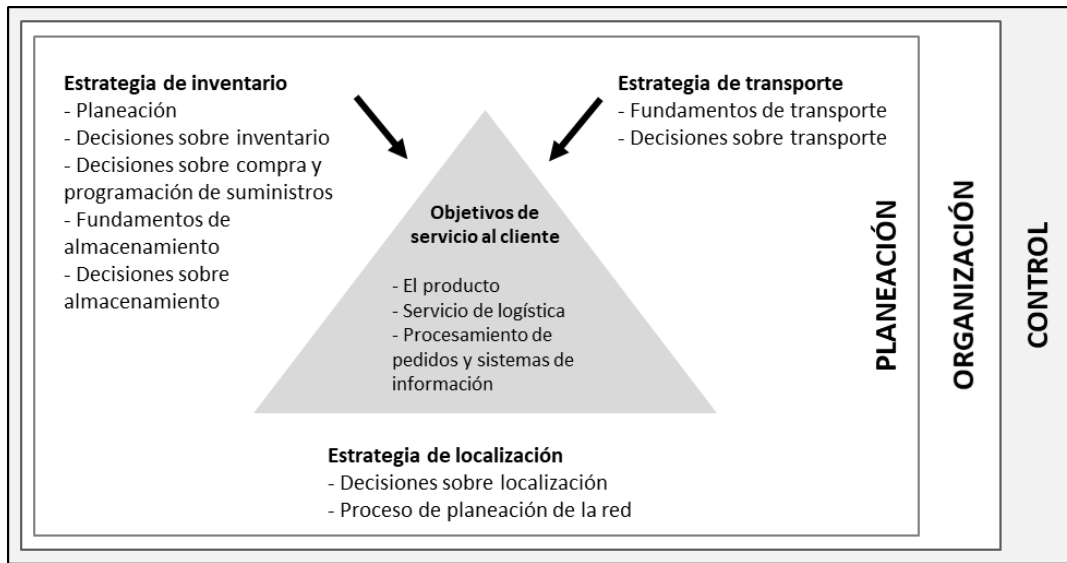 Estrategia de inventario
- Planeación
- Decisiones sobre inventario
- Decisiones sobre compra y
programación de suministros
- Fundamentos de
almacenamiento
- Decisiones sobre
almacenamiento
Estrategia de transporte
- Fundamentos de transporte
- Decisiones sobre transporte
Objetivos de
servicio al cliente
- El producto
- Servicio de logística
- Procesamiento de
pedidos y sistemas de
información
Estrategia de localización
- Decisiones sobre localización
- Proceso de planeación de la red
PLANEACIÓN
ORGANIZACIÓN
CONTROL